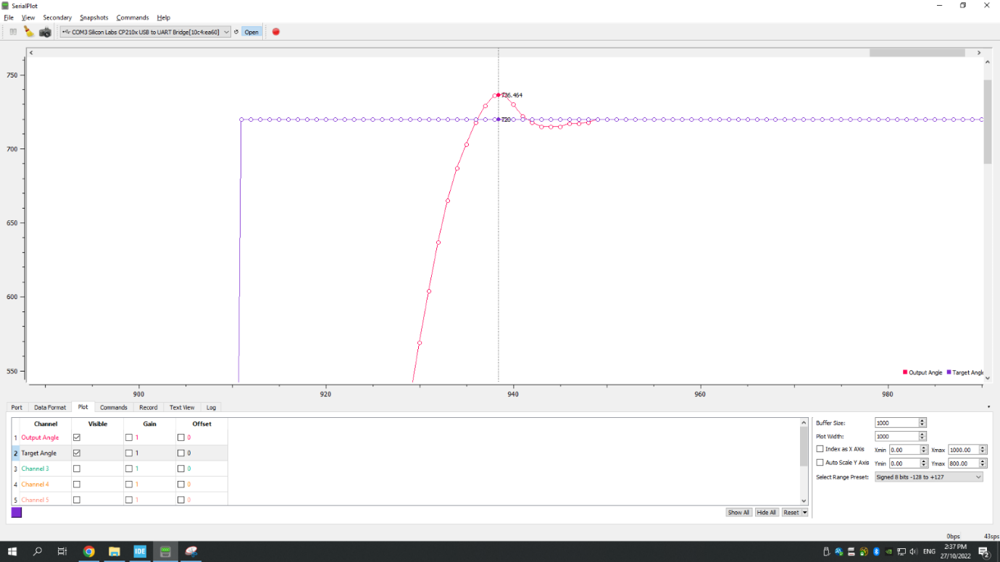 SerialPlot
File View Secondary Snapshots Commands Help
COM3 Silicon Labs CP210x USB to UART Bridge[10c4:ea60] Open
750
736.464
720
700
650
600
550
Output Angle Target Angle
900 920 940 960 980
Port Data Format Plot Commands Record Text View Log
Channel Visible Gain Offset
1 Output Angle 1 0
2 Target Angle 1 0
3 Channel 3 1 0
4 Channel 4 1 0
5 Channel 5 1 0
Buffer Size: 1000
Plot Width: 1000
Index as X AXis Xmin 0.00 Xmax 1000.00
Auto Scale Y Axis Ymin 0.00 Ymax 800.00
Select Range Preset: Signed 8 bits -128 to +127
Show All Hide All Reset
0bps 43sps
IDE
ENG
2:37 PM
27/10/2022
2